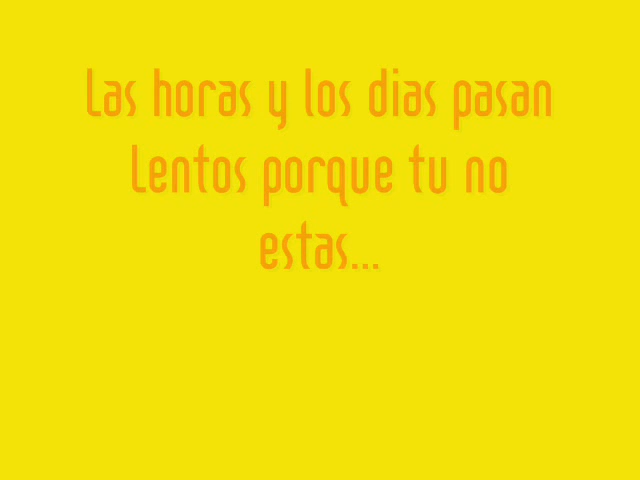 Las horas y los dias pasan
Lentos porque tu no
estas...